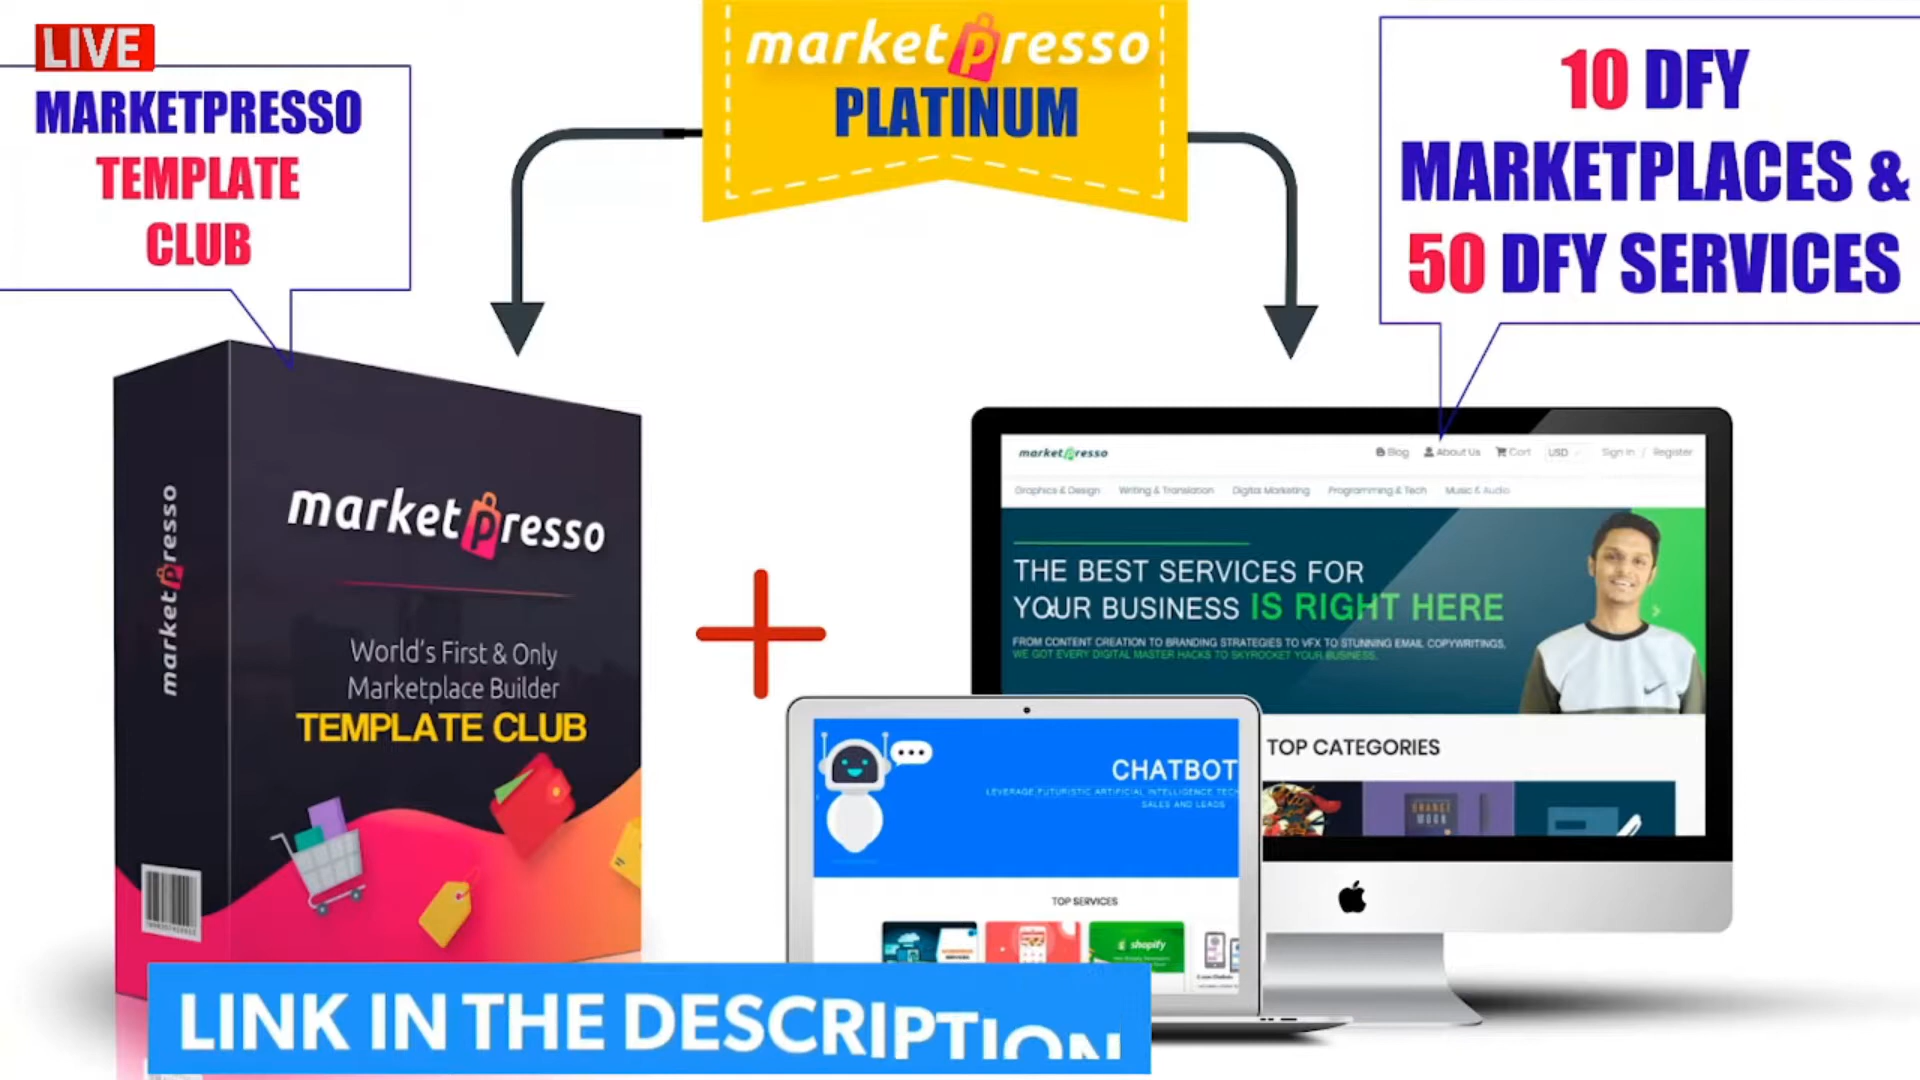 LIVE
MARKETPRESSO
TEMPLATE
CLUB
marketpresso
PLATINUM
10 DFY
MARKETPLACES &
50 DFY SERVICES
marketpresso
marketpresso
World's First & Only
Marketplace Builder
TEMPLATE CLUB
marketpresso
Blog About Us Cart USD Sign In / Register
Graphics & Design Writing & Translation Digital Marketing Programming & Tech Music & Audio
THE BEST SERVICES FOR
YOUR BUSINESS IS RIGHT HERE
FROM CONTENT CREATION TO BRANDING STRATEGIES TO VFX TO STUNNING EMAIL COPYWRITINGS,
WE GOT EVERY DIGITAL MASTER HACKS TO SKYROCKET YOUR BUSINESS.
TOP CATEGORIES
CHATBOT
LEVERAGE FUTURISTIC ARTIFICIAL INTELLIGENCE TECH
SALES AND LEADS
TOP SERVICES
shopify
LINK IN THE DESCRIPTION